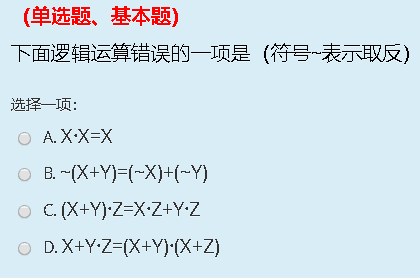 (单选题、基本题)
下面逻辑运算错误的一项是（符号~表示取反）
选择一项：
A. X·X=X
B. ~(X+Y)=(~X)+(~Y)
C. (X+Y)·Z=X·Z+Y·Z
D. X+Y·Z=(X+Y)·(X+Z)